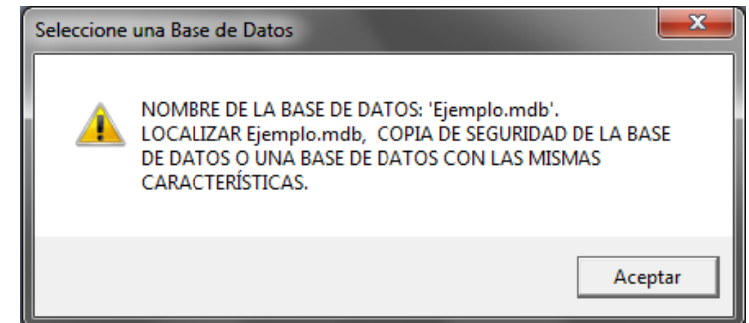 Seleccione una Base de Datos
NOMBRE DE LA BASE DE DATOS: 'Ejemplo.mdb'.
LOCALIZAR Ejemplo.mdb,  COPIA DE SEGURIDAD DE LA BASE
DE DATOS O UNA BASE DE DATOS CON LAS MISMAS
CARACTERÍSTICAS.
Aceptar